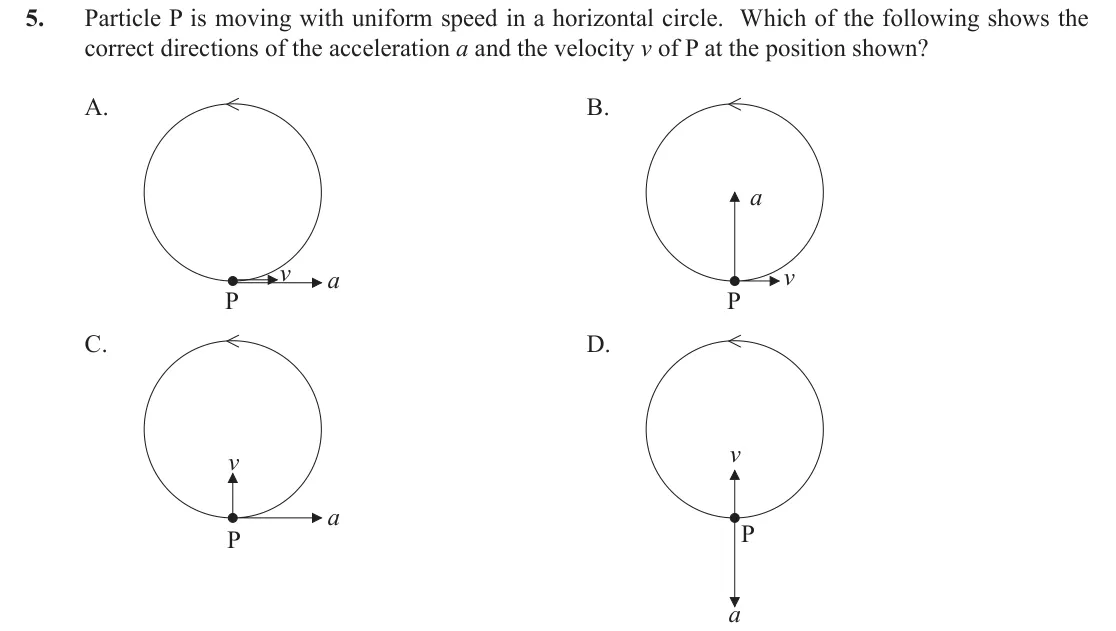 5. Particle P is moving with uniform speed in a horizontal circle. Which of the following shows the
correct directions of the acceleration a and the velocity v of P at the position shown?
A.
B.
a
v
a
v
P
P
C.
D.
v
v
a
P
P
a